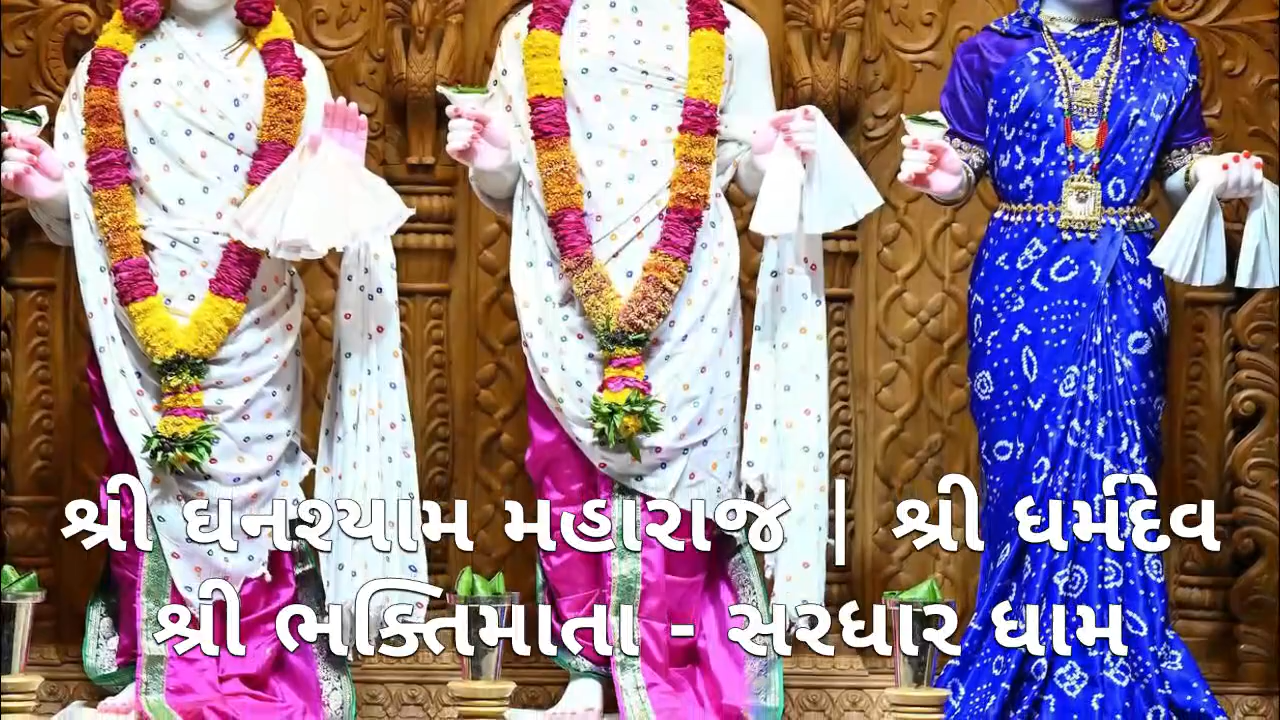 શ્રી ઘનશ્યામ મહારાજ | શ્રી ધર્મદેવ
શ્રી ભક્તિમાતા - સરધાર ધામ